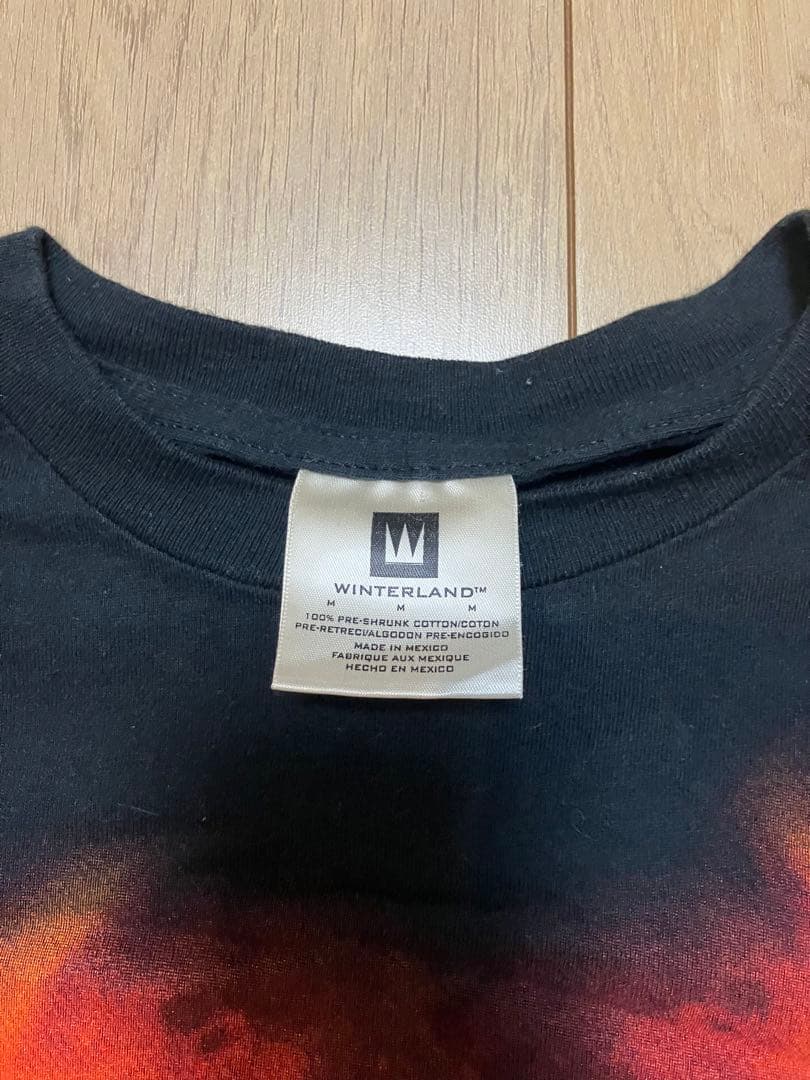 W
WINTERLAND™
M M M
100% PRE-SHRUNK COTTON/COTON
PRE-RETRECI/ALGODON PRE-ENCOGIDO
MADE IN MEXICO
FABRIQUE AUX MEXIQUE
HECHO EN MEXICO